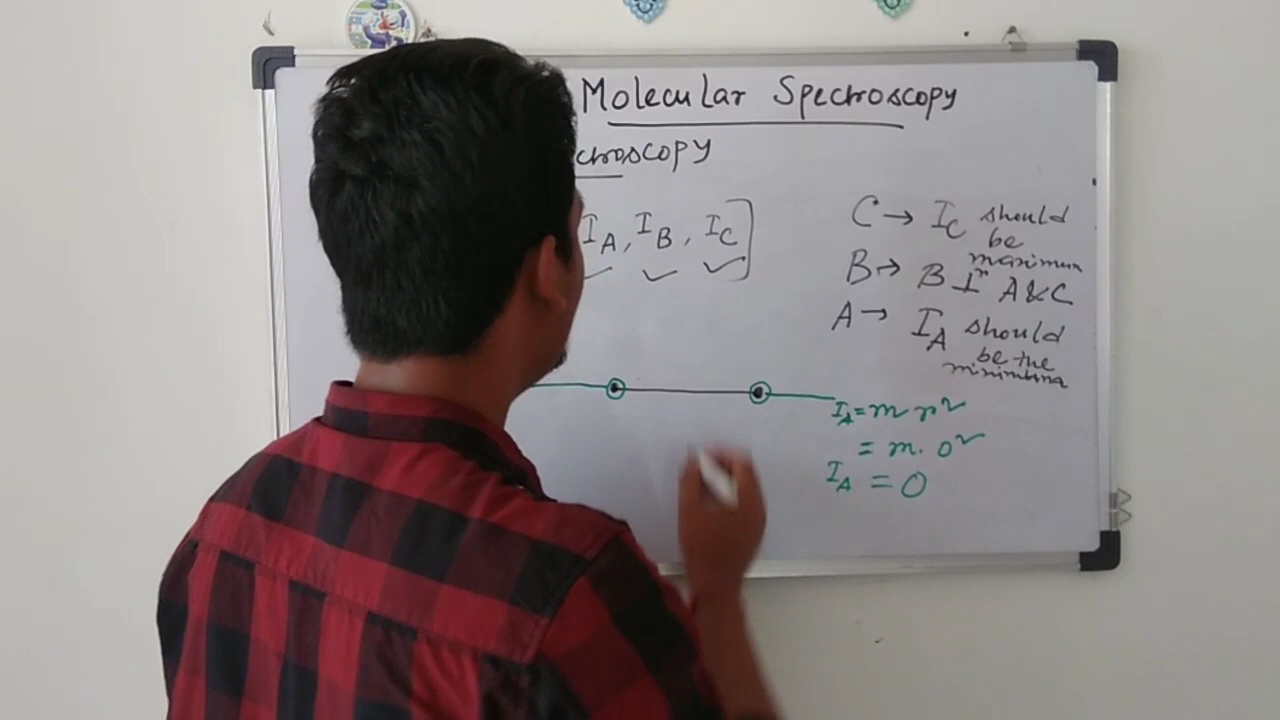 Molecular Spectroscopy
ctroscopy
IA, IB, IC]
C → IC should
be
maximum
B → B Iⁿ A & C
A → IA should
be the
minimum
IA = m r²
= m. 0²
IA = 0